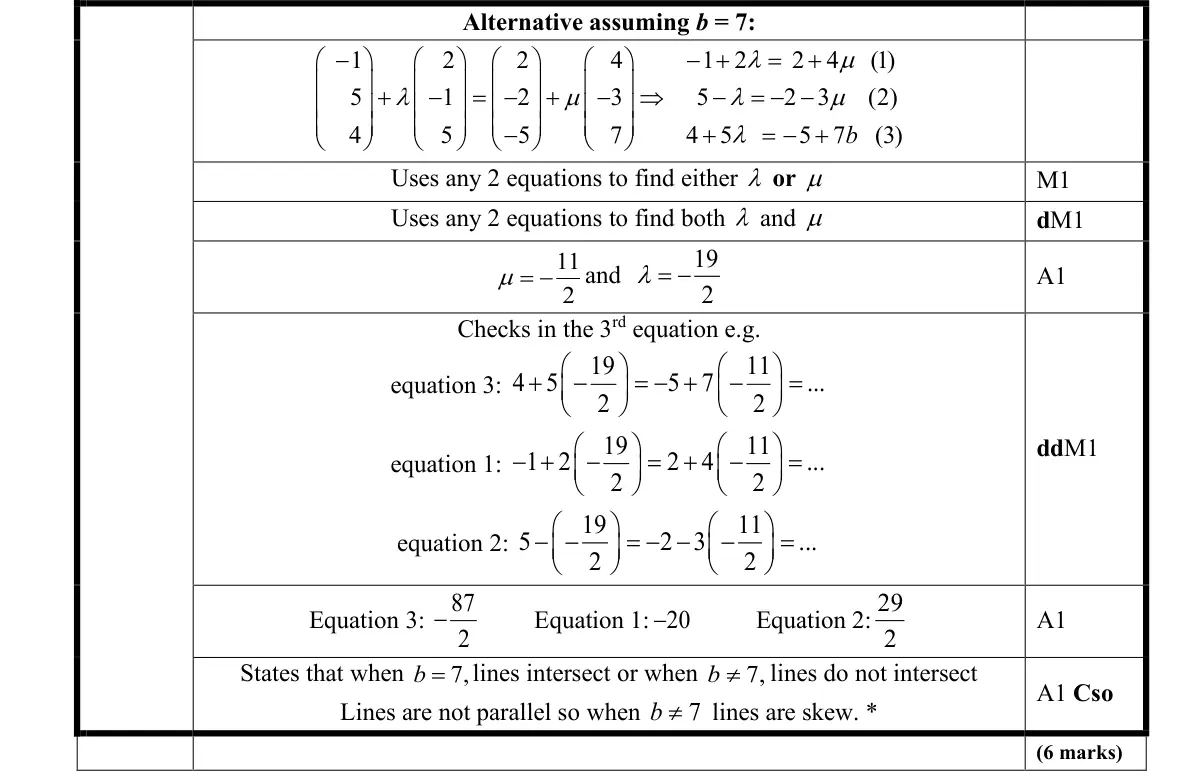 Alternative assuming b = 7:
(−1 5 4) + λ(2 −1 5) = (2 −2 −5) + μ(4 −3 7) ⇒
−1 + 2λ = 2 + 4μ (1)
5 − λ = −2 − 3μ (2)
4 + 5λ = −5 + 7b (3)
Uses any 2 equations to find either λ or μ M1
Uses any 2 equations to find both λ and μ dM1
μ = −11/2 and λ = −19/2 A1
Checks in the 3rd equation e.g.
equation 3: 4 + 5(−19/2) = −5 + 7(−11/2) = ...
equation 1: −1 + 2(−19/2) = 2 + 4(−11/2) = ...
equation 2: 5 − (−19/2) = −2 − 3(−11/2) = ...
ddM1
Equation 3: −87/2 Equation 1: −20 Equation 2: 29/2 A1
States that when b = 7, lines intersect or when b ≠ 7, lines do not intersect
Lines are not parallel so when b ≠ 7 lines are skew. *
A1 Cso
(6 marks)